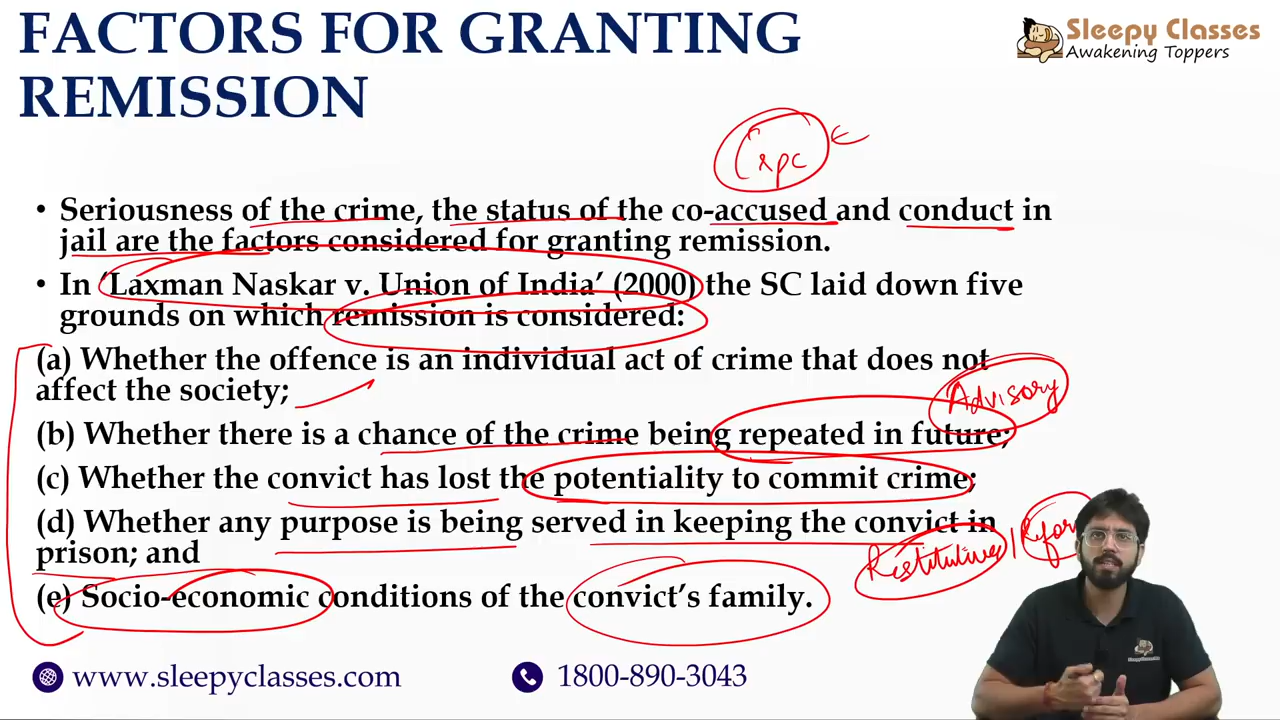 FACTORS FOR GRANTING
REMISSION
Sleepy Classes
Awakening Toppers
CrPC
• Seriousness of the crime, the status of the co-accused and conduct in
jail are the factors considered for granting remission.
• In ‘Laxman Naskar v. Union of India’ (2000) the SC laid down five
grounds on which remission is considered:
(a) Whether the offence is an individual act of crime that does not
affect the society;
Advisory
(b) Whether there is a chance of the crime being repeated in future;
(c) Whether the convict has lost the potentiality to commit crime;
(d) Whether any purpose is being served in keeping the convict in
prison; and
Restitutive /
(e) Socio-economic conditions of the convict’s family.
www.sleepyclasses.com
1800-890-3043